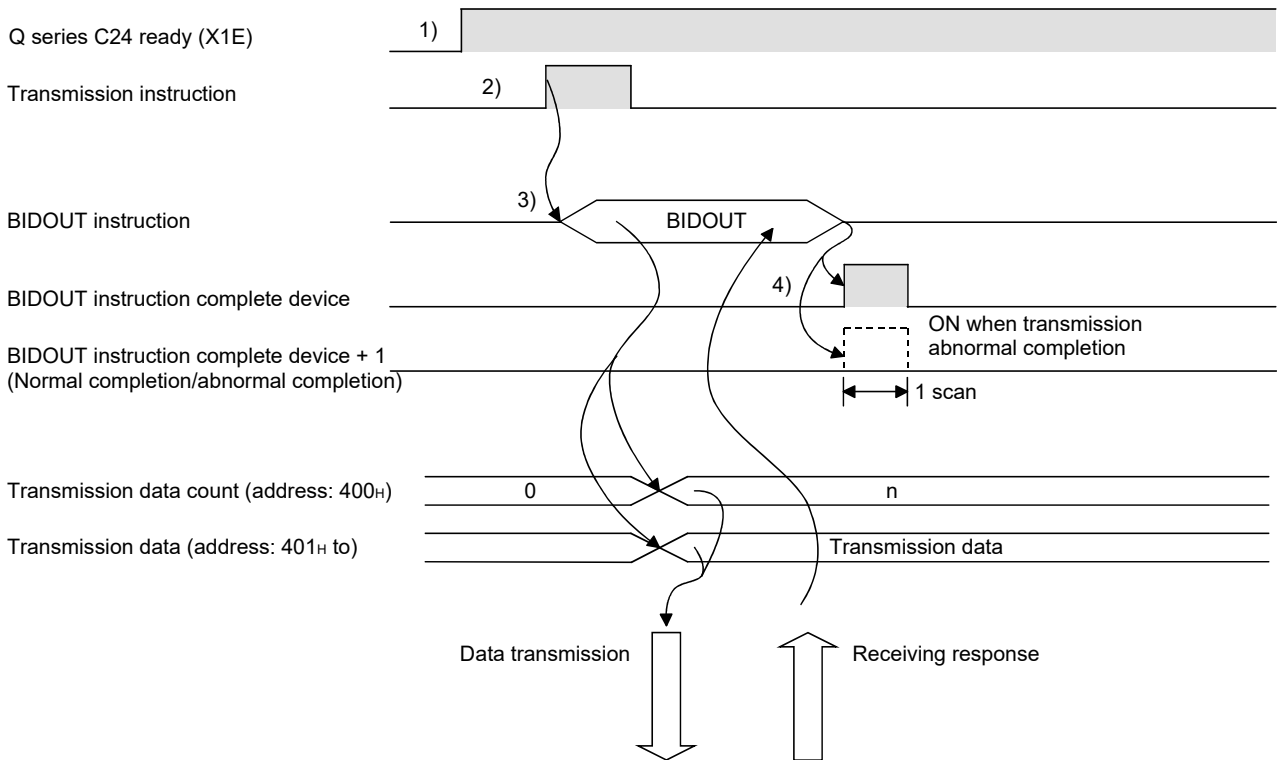 Q series C24 ready (X1E)
1)
Transmission instruction
2)
BIDOUT instruction
3)
BIDOUT
BIDOUT instruction complete device
4)
BIDOUT instruction complete device + 1
(Normal completion/abnormal completion)
ON when transmission
abnormal completion
1 scan
Transmission data count (address: 400H)
0
n
Transmission data (address: 401H to)
Transmission data
Data transmission
Receiving response